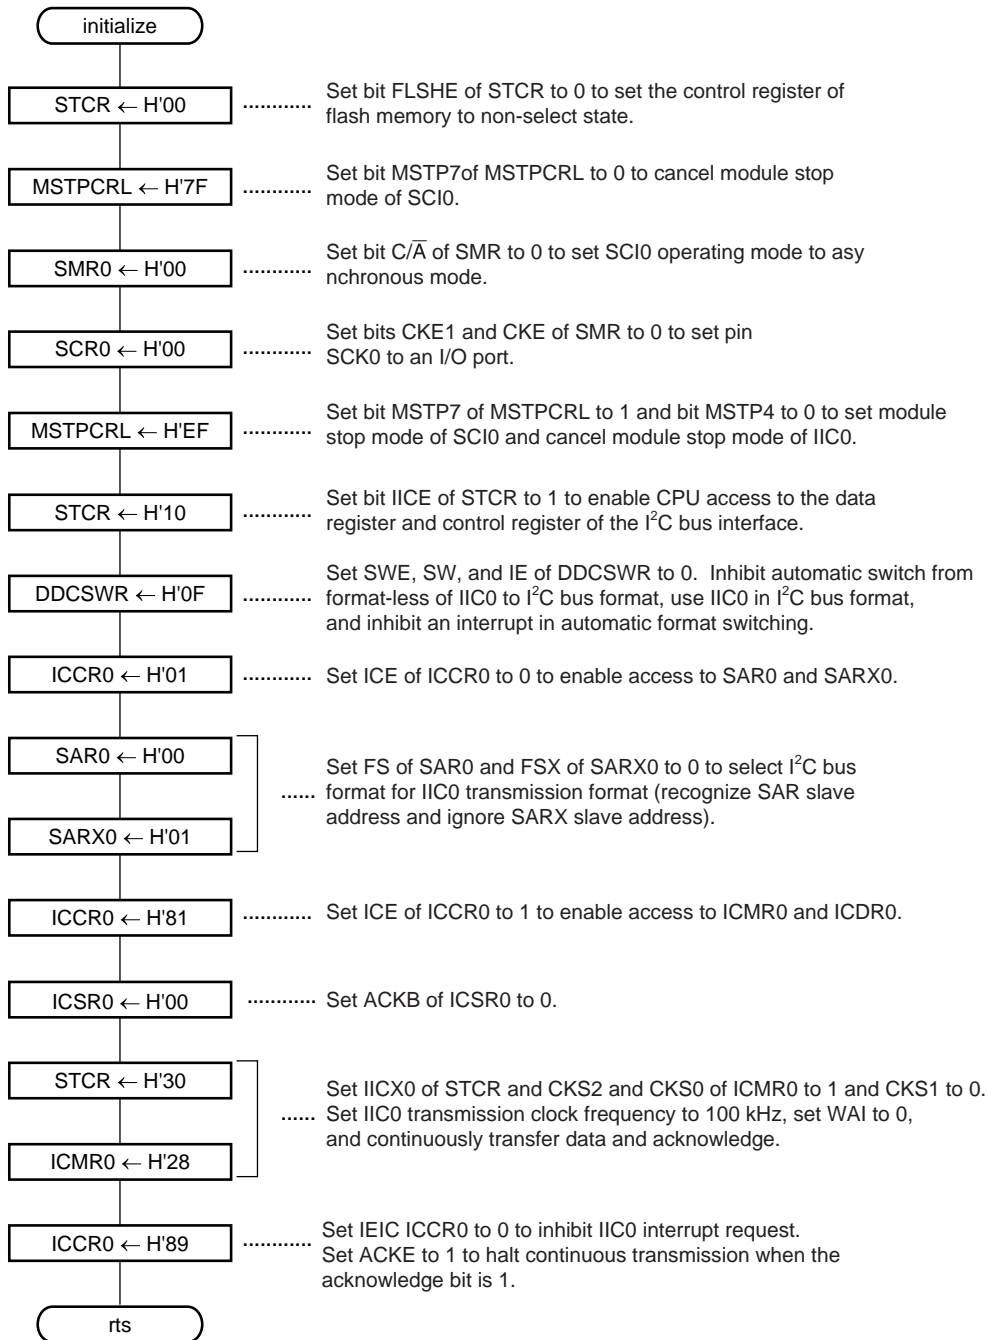 initialize
STCR ← H'00
............ Set bit FLSHE of STCR to 0 to set the control register of
flash memory to non-select state.
MSTPCRL ← H'7F
............ Set bit MSTP7of MSTPCRL to 0 to cancel module stop
mode of SCI0.
SMR0 ← H'00
............ Set bit C/A̅ of SMR to 0 to set SCI0 operating mode to asy
nchronous mode.
SCR0 ← H'00
............ Set bits CKE1 and CKE of SMR to 0 to set pin
SCK0 to an I/O port.
MSTPCRL ← H'EF
............ Set bit MSTP7 of MSTPCRL to 1 and bit MSTP4 to 0 to set module
stop mode of SCI0 and cancel module stop mode of IIC0.
STCR ← H'10
............ Set bit IICE of STCR to 1 to enable CPU access to the data
register and control register of the I²C bus interface.
DDCSWR ← H'0F
............ Set SWE, SW, and IE of DDCSWR to 0. Inhibit automatic switch from
format-less of IIC0 to I²C bus format, use IIC0 in I²C bus format,
and inhibit an interrupt in automatic format switching.
ICCR0 ← H'01
............ Set ICE of ICCR0 to 0 to enable access to SAR0 and SARX0.
SAR0 ← H'00
SARX0 ← H'01
...... Set FS of SAR0 and FSX of SARX0 to 0 to select I²C bus
format for IIC0 transmission format (recognize SAR slave
address and ignore SARX slave address).
ICCR0 ← H'81
............ Set ICE of ICCR0 to 1 to enable access to ICMR0 and ICDR0.
ICSR0 ← H'00
............ Set ACKB of ICSR0 to 0.
STCR ← H'30
ICMR0 ← H'28
...... Set IICX0 of STCR and CKS2 and CKS0 of ICMR0 to 1 and CKS1 to 0.
Set IIC0 transmission clock frequency to 100 kHz, set WAI to 0,
and continuously transfer data and acknowledge.
ICCR0 ← H'89
............ Set IEIC ICCR0 to 0 to inhibit IIC0 interrupt request.
Set ACKE to 1 to halt continuous transmission when the
acknowledge bit is 1.
rts